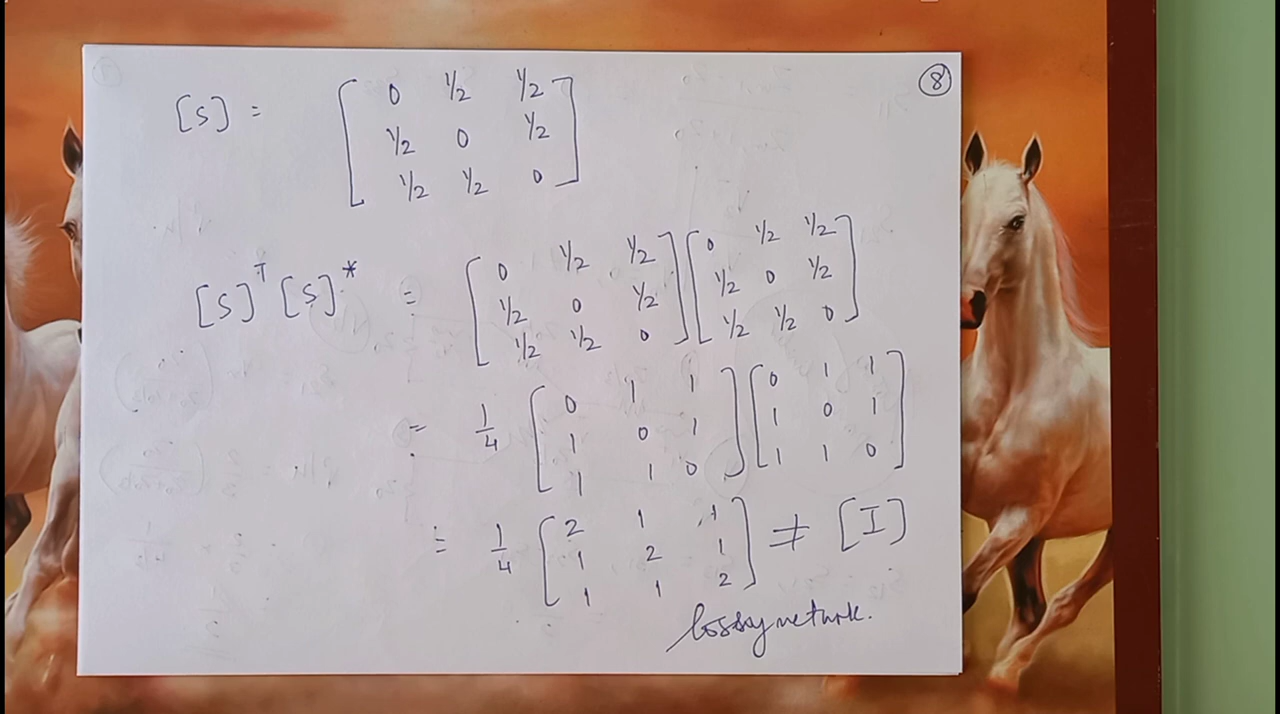 8
[S] = [ 0 1/2 1/2
1/2 0 1/2
1/2 1/2 0 ]
[S]ᵀ [S]* = [ 0 1/2 1/2 ] [ 0 1/2 1/2 ]
1/2 0 1/2 1/2 0 1/2
1/2 1/2 0 1/2 1/2 0
= 1/4 [ 0 1 1 ] [ 0 1 1 ]
1 0 1 1 0 1
1 1 0 1 1 0
= 1/4 [ 2 1 1 ] ≠ [I]
1 2 1
1 1 2
lossy network.